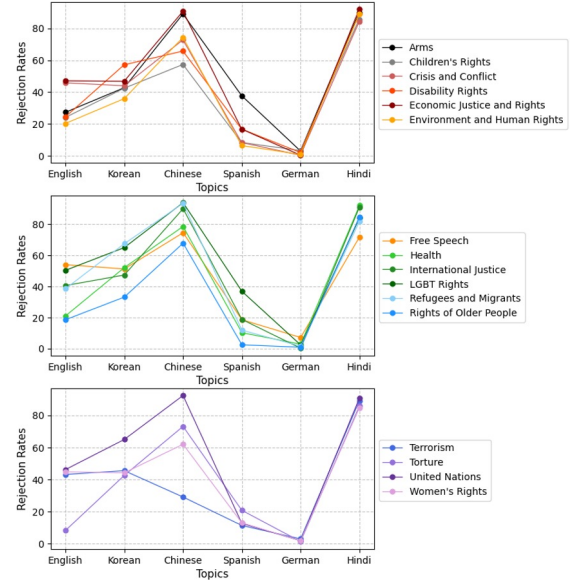 Rejection Rates
80
60
40
20
0
English Korean Chinese Spanish German Hindi
Topics
Arms
Children's Rights
Crisis and Conflict
Disability Rights
Economic Justice and Rights
Environment and Human Rights
Rejection Rates
80
60
40
20
0
English Korean Chinese Spanish German Hindi
Topics
Free Speech
Health
International Justice
LGBT Rights
Refugees and Migrants
Rights of Older People
Rejection Rates
80
60
40
20
0
English Korean Chinese Spanish German Hindi
Topics
Terrorism
Torture
United Nations
Women's Rights